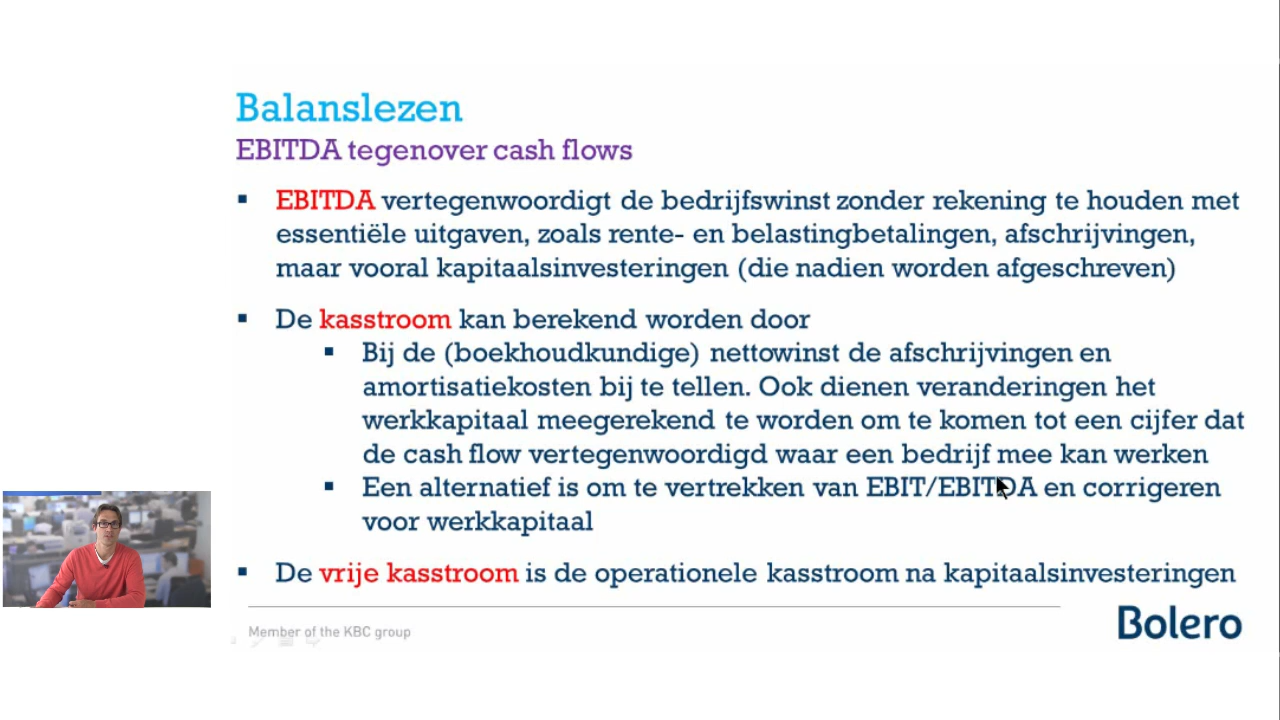 Balanslezen
EBITDA tegenover cash flows
▪ EBITDA vertegenwoordigt de bedrijfswinst zonder rekening te houden met
essentiële uitgaven, zoals rente- en belastingbetalingen, afschrijvingen,
maar vooral kapitaalsinvesteringen (die nadien worden afgeschreven)
▪ De kasstroom kan berekend worden door
▪ Bij de (boekhoudkundige) nettowinst de afschrijvingen en
amortisatiekosten bij te tellen. Ook dienen veranderingen het
werkkapitaal meegerekend te worden om te komen tot een cijfer dat
de cash flow vertegenwoordigd waar een bedrijf mee kan werken
▪ Een alternatief is om te vertrekken van EBIT/EBITDA en corrigeren
voor werkkapitaal
▪ De vrije kasstroom is de operationele kasstroom na kapitaalsinvesteringen
Member of the KBC group
Bolero